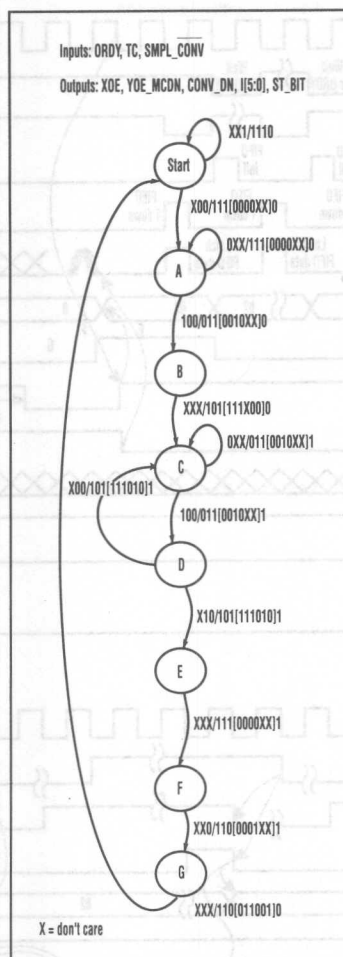 Inputs: ORDY, TC, SMPL_CONV
Outputs: XOE, YOE_MCDN, CONV_DN, I[5:0], ST_BIT
XX1/1110
Start
X00/111[0000XX]0
0XX/111[0000XX]0
A
100/011[0010XX]0
B
XXX/101[111X00]0
0XX/011[0010XX]1
C
X00/101[111010]1
100/011[0010XX]1
D
X10/101[111010]1
E
XXX/111[0000XX]1
F
XX0/110[0001XX]1
G
XXX/110[011001]0
X = don't care